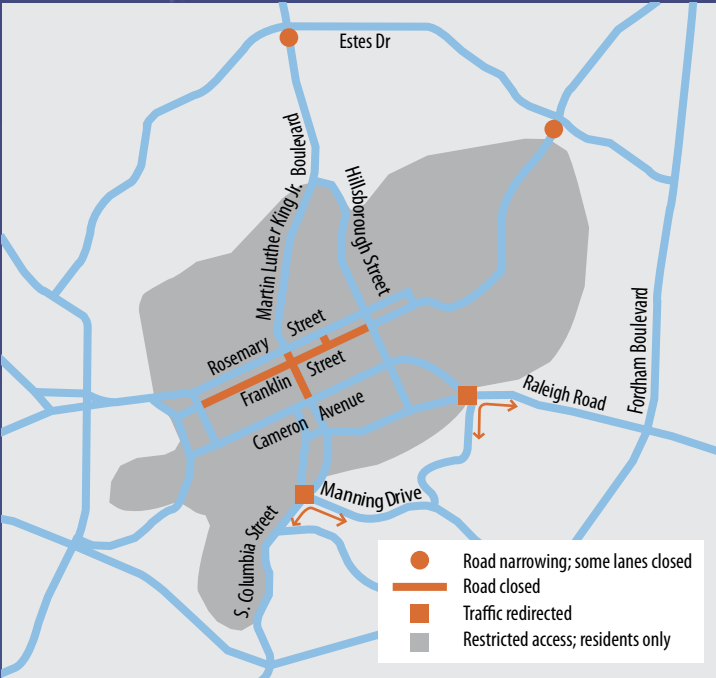 Estes Dr
Martin Luther King Jr. Boulevard
Hillsborough Street
Rosemary Street
Franklin Street
Cameron Avenue
Fordham Boulevard
Raleigh Road
Manning Drive
S. Columbia Street
Road narrowing; some lanes closed
Road closed
Traffic redirected
Restricted access; residents only